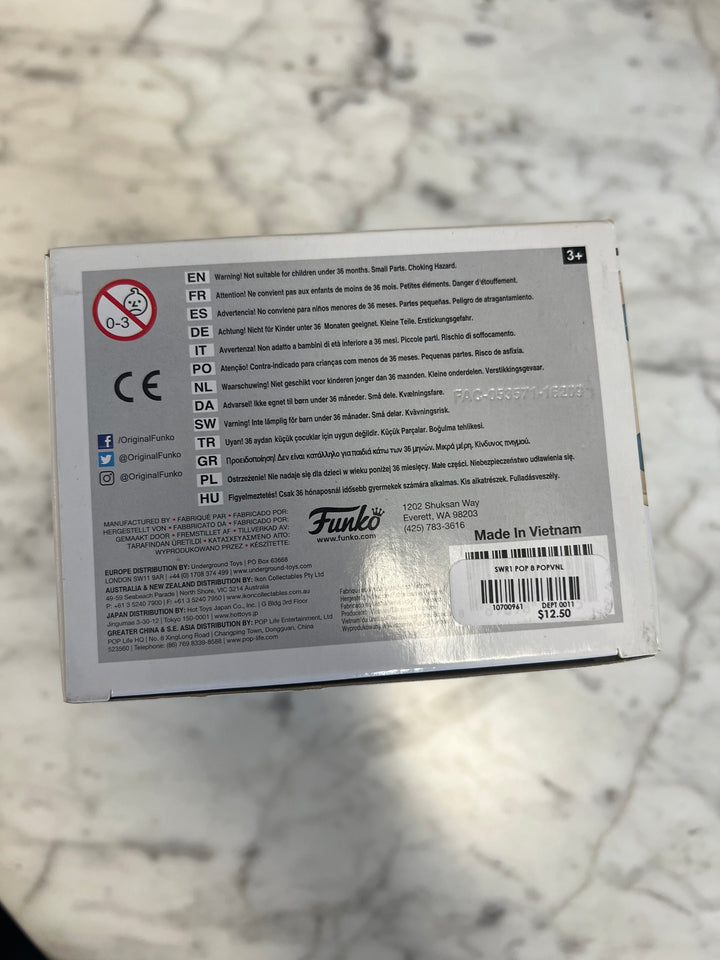 3+
0-3
EN Warning! Not suitable for children under 36 months. Small Parts. Choking Hazard.
FR Attention! Ne convient pas aux enfants de moins de 36 mois. Petites éléments. Danger d'étouffement.
ES Advertencia! No conviene para niños menores de 36 mases. Partes pequeñas. Peligro de atragantamiento.
DE Achtung! Nicht für Kinder unter 36 Monaten geeignet. Kleine Teile. Erstickungsgefahr.
IT Avvertenza! Non adatto a bambini di età inferiore a 36 mesi. Piccole parti. Rischio di soffocamento.
PO Atenção! Contra-indicado para crianças com menos de 36 meses. Pequenas partes. Risco de asfixia.
NL Waarschuwing! Niet geschikt voor kinderen jonger dan 36 maanden. Kleine onderdelen. Verstikkingsgevaar.
DA Advarsel! Ikke egnet til børn under 36 måneder. Små dele. Kvælningsfare.
SW Varning! Inte lämplig för barn under 36 månader. Små delar. Kvävningsrisk.
TR Uyarı! 36 aydan küçük çocuklar için uygun değildir. Küçük Parçalar. Boğulma tehlikesi.
GR Προειδοποίηση! Δεν είναι κατάλληλο για παιδιά κάτω των 36 μηνών. Μικρά μέρη. Κίνδυνος πνιγμού.
PL Ostrzeżenie! Nie nadaje się dla dzieci w wieku poniżej 36 miesięcy. Małe części. Niebezpieczeństwo udławienia się.
HU Figyelmeztetés! Csak 36 hónaposnál idősebb gyermekek számára alkalmas. Kis alkatrészek. Fulladásveszély.
CE
/OriginalFunko
@OriginalFunko
@OriginalFunko
MANUFACTURED BY • FABRIQUÉ PAR • FABRICADO POR:
HERGESTELLT VON • FABBRICATO DA • FABRICADO POR:
GEMAAKT DOOR • FREMSTILLET AF • TILLVERKAD AV:
TARAFINDAN ÜRETILDI • ΚΑΤΑΣΚΕΥΑΣΜΕΝΟ ΑΠΟ:
WYPRODUKOWANO PRZEZ • KÉSZÍTETTE:
Funko
www.funko.com
1202 Shuksan Way
Everett, WA 98203
(425) 783-3616
Made In Vietnam
EUROPE DISTRIBUTION BY: Underground Toys | PO Box 63668
LONDON SW11 9AR | +44 (0) 1708 374 499 | www.underground-toys.com
AUSTRALIA & NEW ZEALAND DISTRIBUTION BY: Ikon Collectables Pty Ltd
49-59 Seabeach Parade | North Shore, VIC 3214 Australia
P: +61 3 5240 7900 | F: +61 3 5240 7950 | www.ikoncollectables.com.au
JAPAN DISTRIBUTION BY: Hot Toys Japan Co., Inc. | G Bldg 3rd Floor
Jingumae 3-30-12 | Tokyo 150-0001 | www.hottoys.jp
GREATER CHINA & S.E. ASIA DISTRIBUTION BY: POP Life Entertainment, Ltd
POP Life HQ | No. 8 XingLong Road | Changping Town, Dongguan, China
523560 | Telephone: (86) 769 8339-9588 | www.pop-life.com
SWR1 POP 8 POPVNL
10700961 DEPT 0011
$12.50